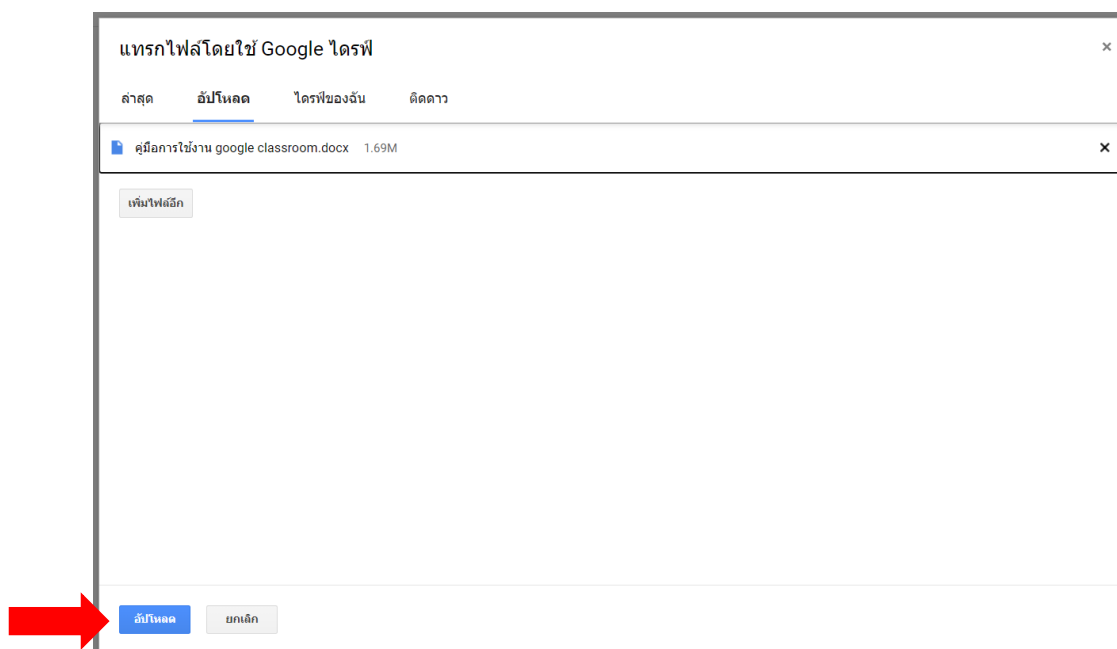 แทรกไฟล์โดยใช้ Google ไดรฟ์
ล่าสุด อัปโหลด ไดรฟ์ของฉัน ติดดาว
คู่มือการใช้งาน google classroom.docx 1.69M
เพิ่มไฟล์อีก
อัปโหลด ยกเลิก